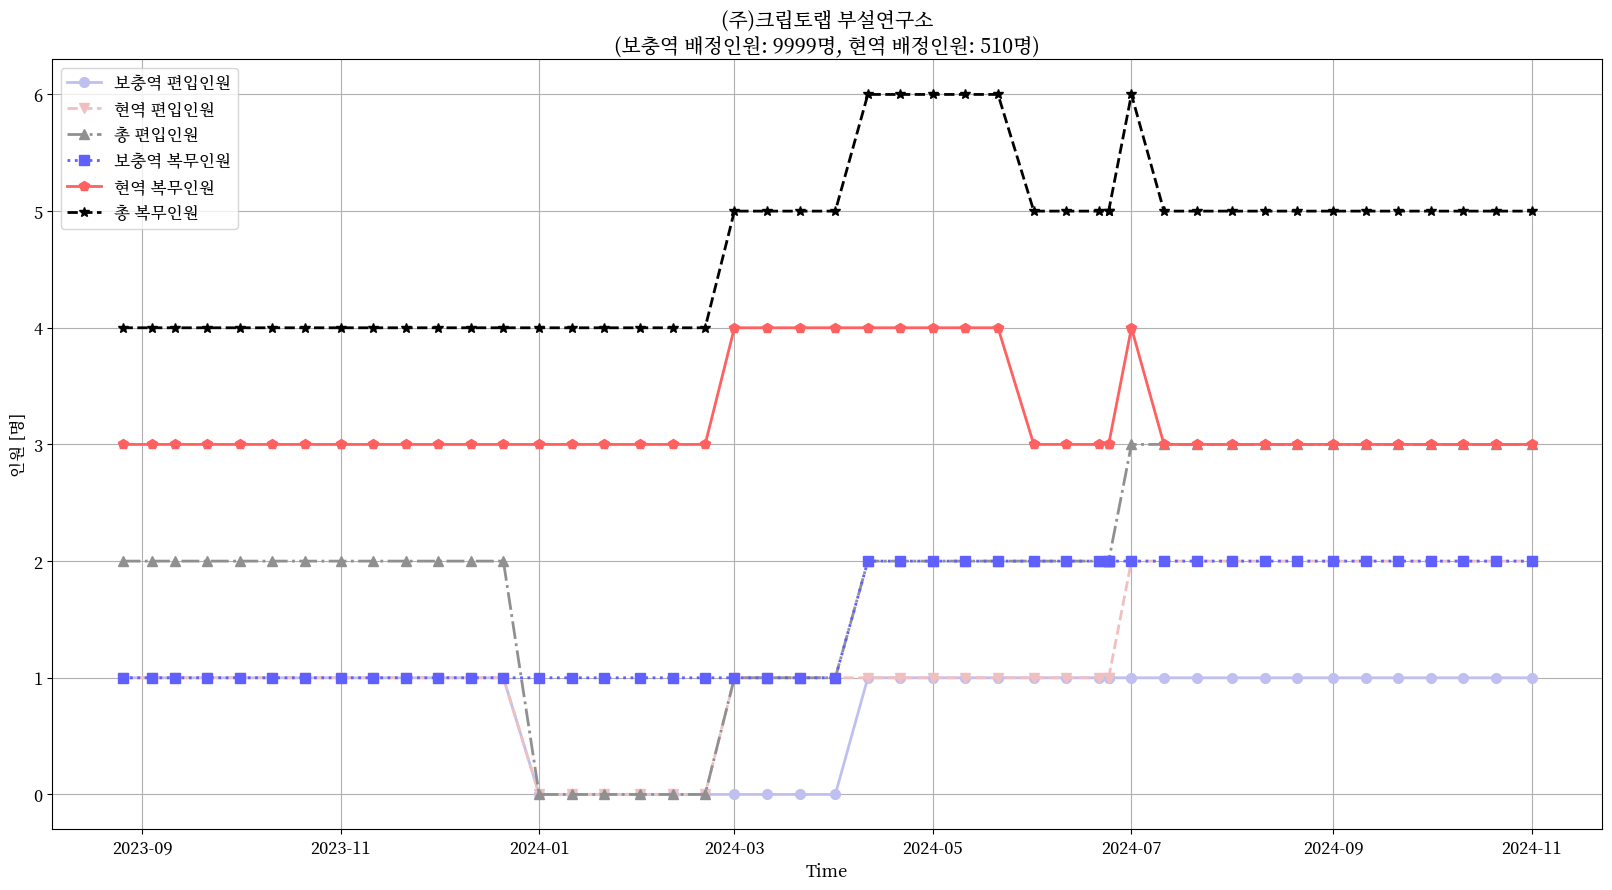 (주)크립토랩 부설연구소
(보충역 배정인원: 9999명, 현역 배정인원: 510명)
보충역 편입인원
현역 편입인원
총 편입인원
보충역 복무인원
현역 복무인원
총 복무인원
6
5
4
3
2
1
0
인원 [명]
2023-09 2023-11 2024-01 2024-03 2024-05 2024-07 2024-09 2024-11
Time